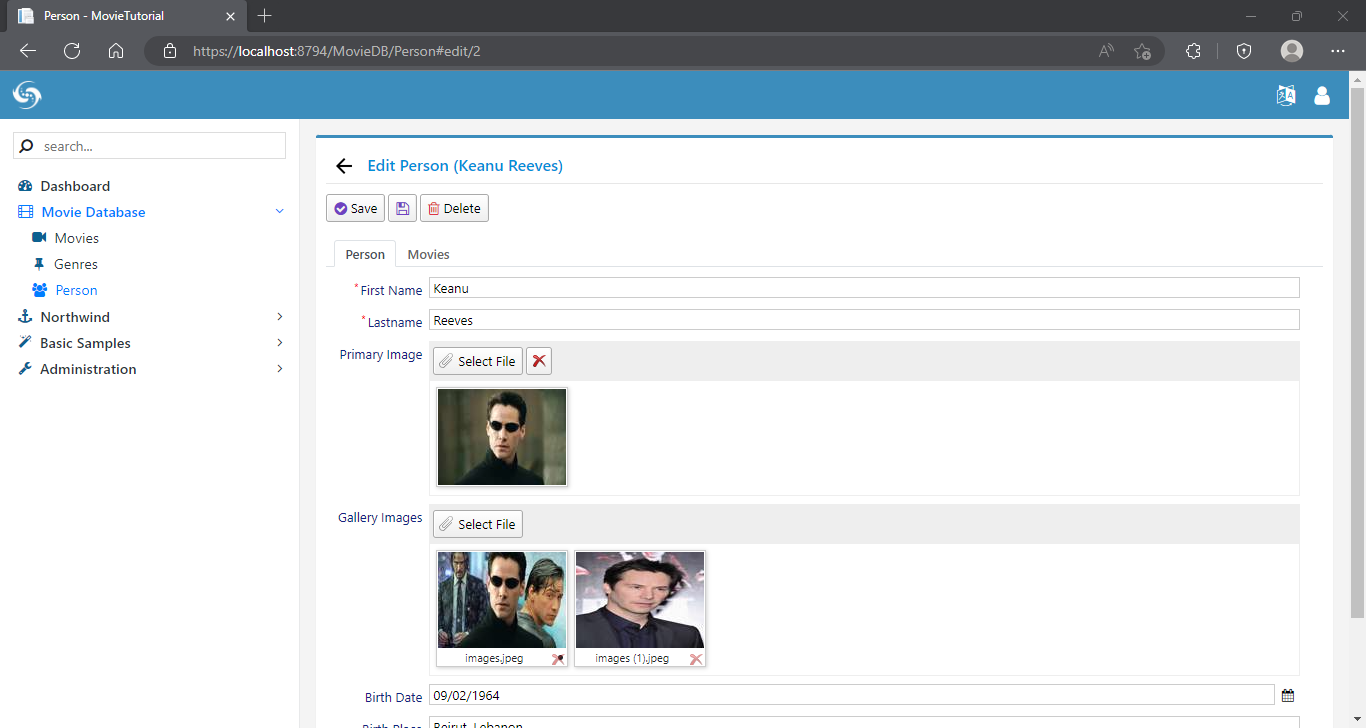 Person - MovieTutorial
https://localhost:8794/MovieDB/Person#edit/2
search...
Dashboard
Movie Database
Movies
Genres
Person
Northwind
Basic Samples
Administration
Edit Person (Keanu Reeves)
Save Delete
Person Movies
*First Name Keanu
*Lastname Reeves
Primary Image Select File
Gallery Images Select File
images.jpeg images (1).jpeg
Birth Date 09/02/1964
Birth Place Beirut, Lebanon